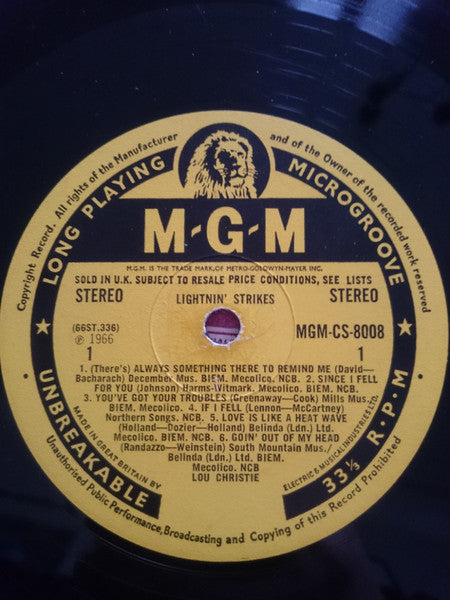 Copyright Record. All rights of the Manufacturer and of the Owner of the recorded work reserved.
LONG PLAYING MICROGROOVE
M-G-M
M.G.M. IS THE TRADE MARK, OF METRO-GOLDWYN-MAYER INC.
SOLD IN U.K. SUBJECT TO RESALE PRICE CONDITIONS, SEE LISTS
STEREO LIGHTNIN' STRIKES STEREO
(66ST.336) MGM-CS-8008
℗ 1966
1 1
1. (There's) ALWAYS SOMETHING THERE TO REMIND ME (David—
Bacharach) December Mus. BIEM. Mecolico. NCB. 2. SINCE I FELL
FOR YOU (Johnson) Harms-Witmark. Mecolico. BIEM. NCB.
3. YOU'VE GOT YOUR TROUBLES (Greenaway—Cook) Mills Mus./
BIEM. Mecolico. 4. IF I FELL (Lennon—McCartney)
Northern Songs. NCB. 5. LOVE IS LIKE A HEAT WAVE
(Holland—Dozier—Holland) Belinda (Ldn.) Ltd.
Mecolico. BIEM. NCB. 6. GOIN' OUT OF MY HEAD
(Randazzo—Weinstein) South Mountain Mus./
Belinda (Ldn.) Ltd. BIEM.
Mecolico. NCB
LOU CHRISTIE
MADE IN GREAT BRITAIN BY ELECTRIC & MUSICAL INDUSTRIES LTD.
UNBREAKABLE 33⅓ R.P.M
Unauthorised Public Performance, Broadcasting and Copying of this Record Prohibited